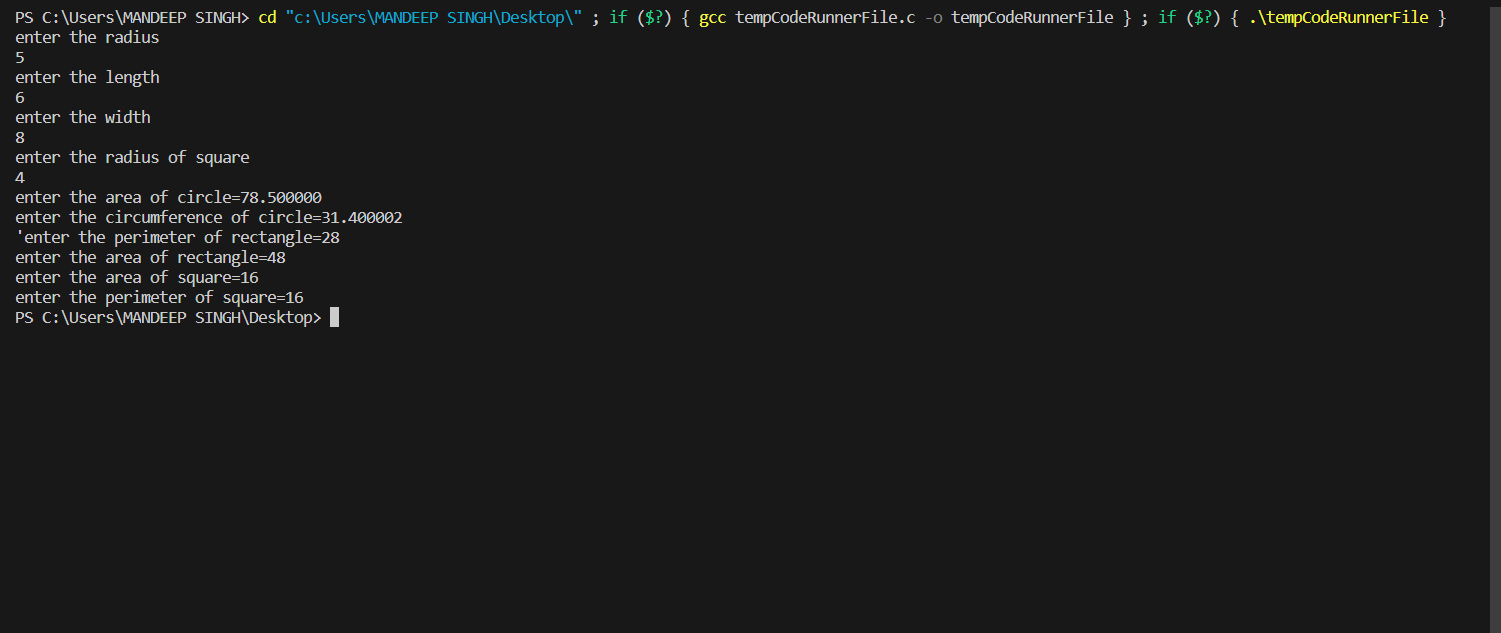 PS C:\Users\MANDEEP SINGH> cd "c:\Users\MANDEEP SINGH\Desktop\" ; if ($?) { gcc tempCodeRunnerFile.c -o tempCodeRunnerFile } ; if ($?) { .\tempCodeRunnerFile }
enter the radius
5
enter the length
6
enter the width
8
enter the radius of square
4
enter the area of circle=78.500000
enter the circumference of circle=31.400002
'enter the perimeter of rectangle=28
enter the area of rectangle=48
enter the area of square=16
enter the perimeter of square=16
PS C:\Users\MANDEEP SINGH\Desktop>